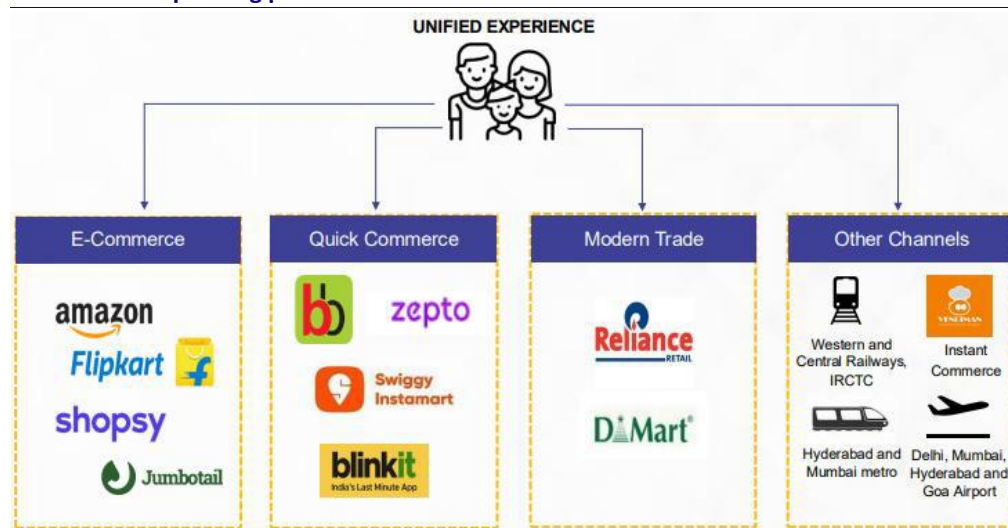 UNIFIED EXPERIENCE
E-Commerce
amazon
Flipkart
shopsy
Jumbotail
Quick Commerce
bb
zepto
Swiggy
Instamart
blinkit
India's Last Minute App
Modern Trade
Reliance
RETAIL
DMart
Other Channels
Western and
Central Railways,
IRCTC
VENDIMAN
Instant
Commerce
Hyderabad and
Mumbai metro
Delhi, Mumbai,
Hyderabad and
Goa Airport